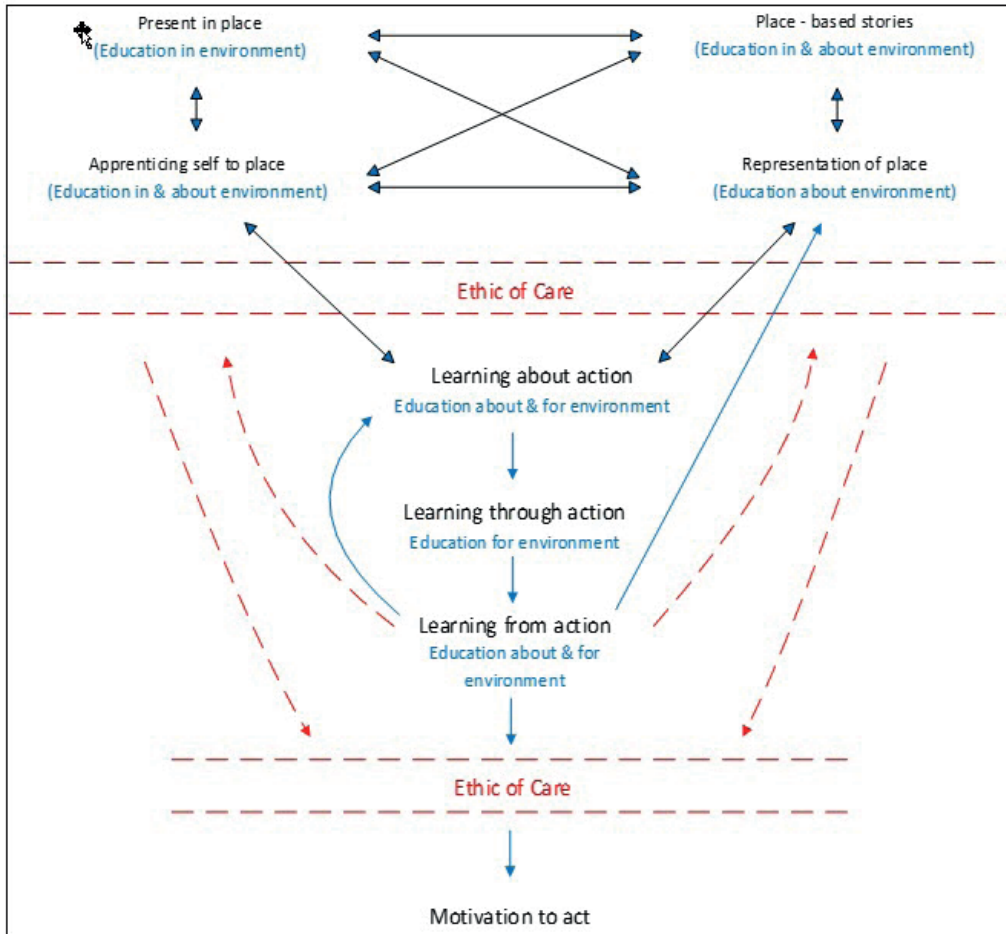 Present in place
(Education in environment)
Place - based stories
(Education in & about environment)
Apprenticing self to place
(Education in & about environment)
Representation of place
(Education about environment)
Ethic of Care
Learning about action
Education about & for environment
Learning through action
Education for environment
Learning from action
Education about & for
environment
Ethic of Care
Motivation to act